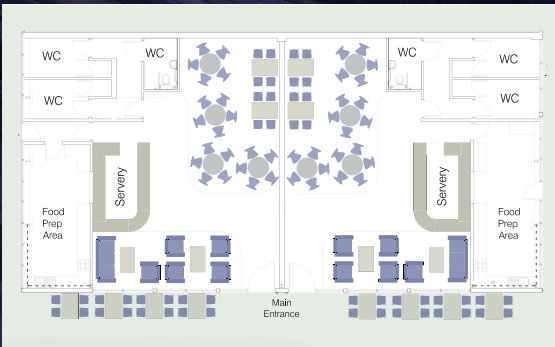 WC
WC
WC
WC
WC
WC
Servery
Servery
Food
Prep
Area
Food
Prep
Area
Main
Entrance